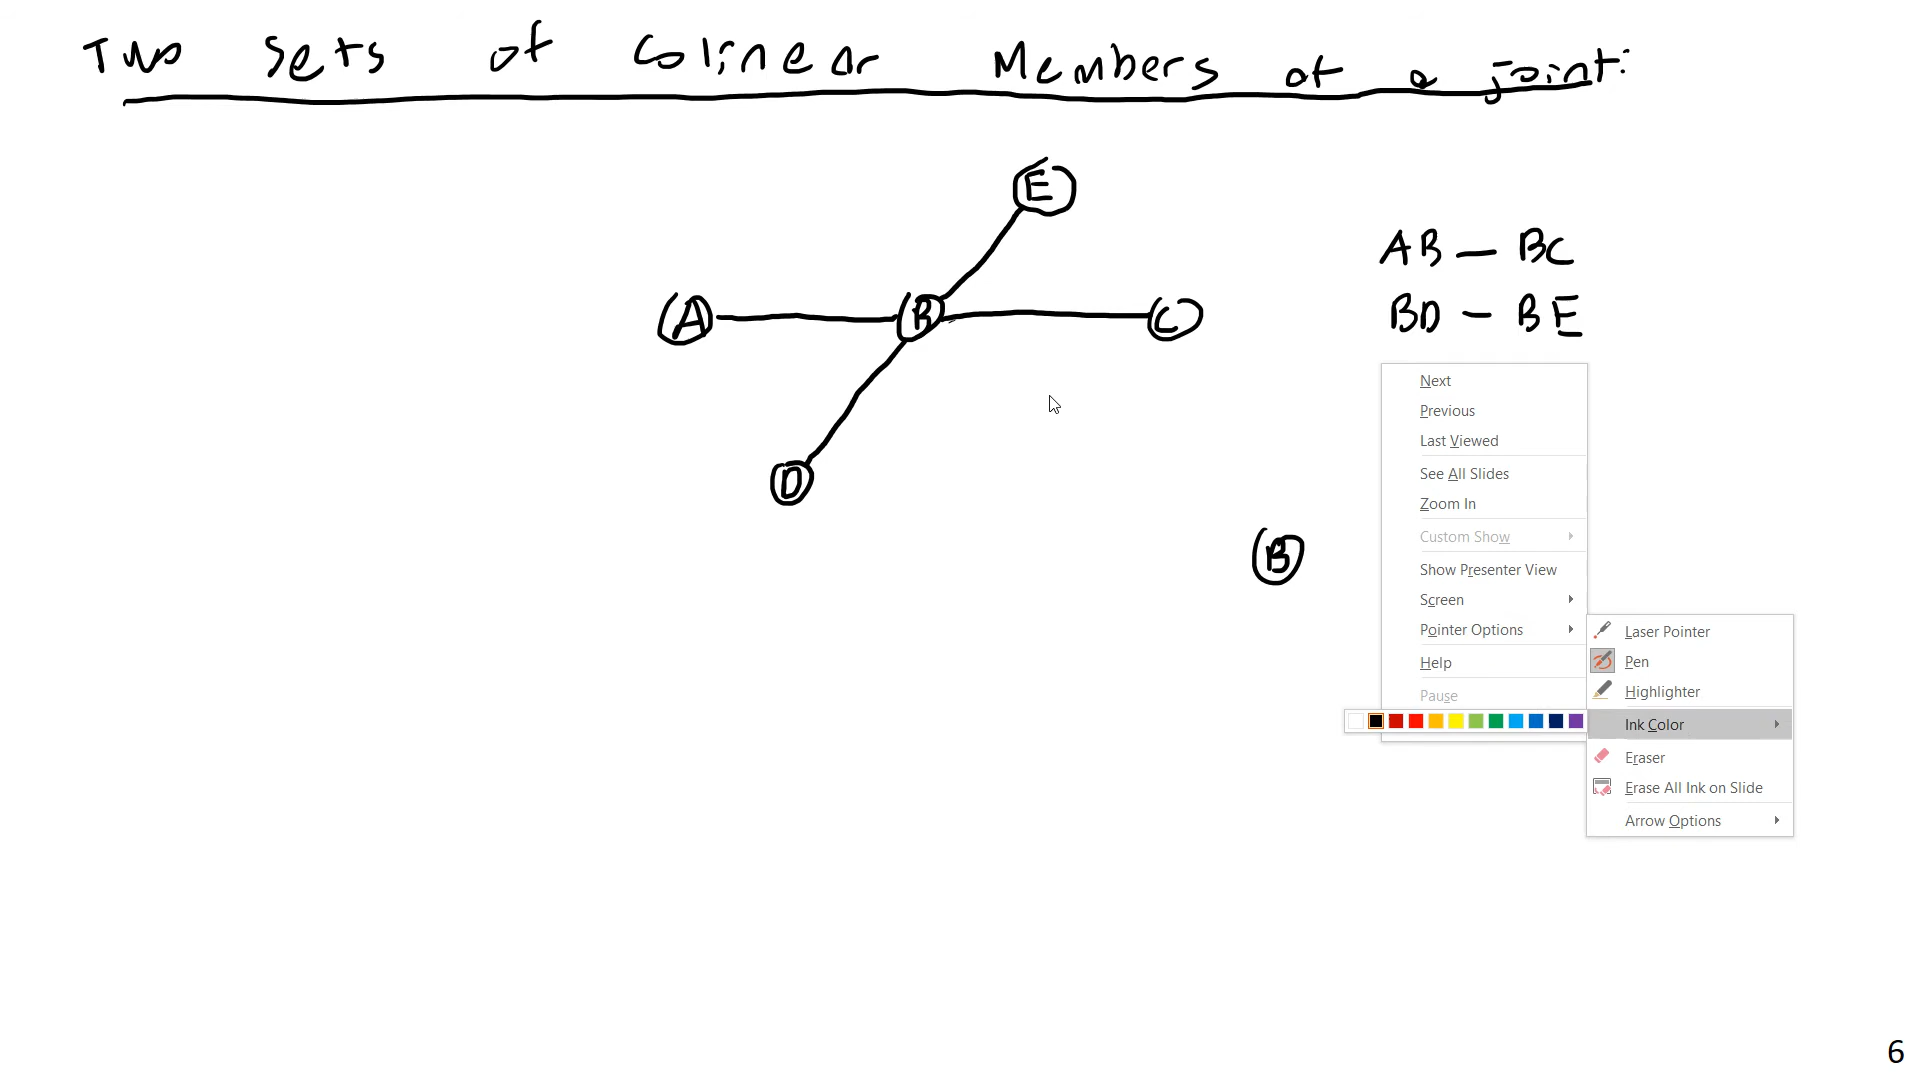 Two sets of Colinear Members at a joint:
E
A B C
D
AB — BC
BD — BE
B
Next
Previous
Last Viewed
See All Slides
Zoom In
Custom Show
Show Presenter View
Screen
Pointer Options
Help
Pause
Laser Pointer
Pen
Highlighter
Ink Color
Eraser
Erase All Ink on Slide
Arrow Options
6